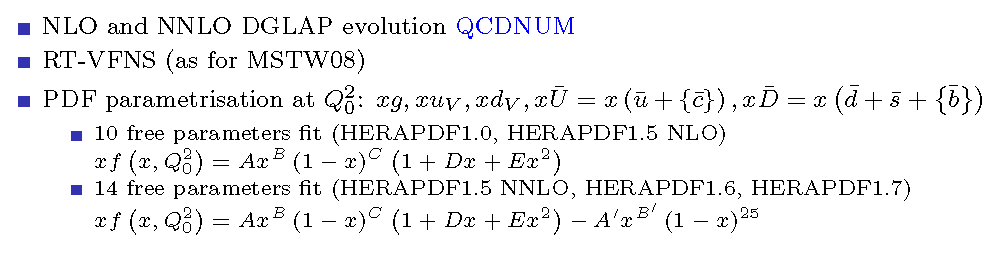 ■ NLO and NNLO DGLAP evolution QCDNUM
■ RT-VFNS (as for MSTW08)
■ PDF parametrisation at $Q_0^2$: $xg, xu_V, xd_V, x\bar{U} = x\left(\bar{u} + \{\bar{c}\}\right), x\bar{D} = x\left(\bar{d} + \bar{s} + \{\bar{b}\}\right)$
■ 10 free parameters fit (HERAPDF1.0, HERAPDF1.5 NLO)
$xf\left(x, Q_0^2\right) = Ax^B\left(1 - x\right)^C\left(1 + Dx + Ex^2\right)$
■ 14 free parameters fit (HERAPDF1.5 NNLO, HERAPDF1.6, HERAPDF1.7)
$xf\left(x, Q_0^2\right) = Ax^B\left(1 - x\right)^C\left(1 + Dx + Ex^2\right) - A'x^{B'}\left(1 - x\right)^{25}$